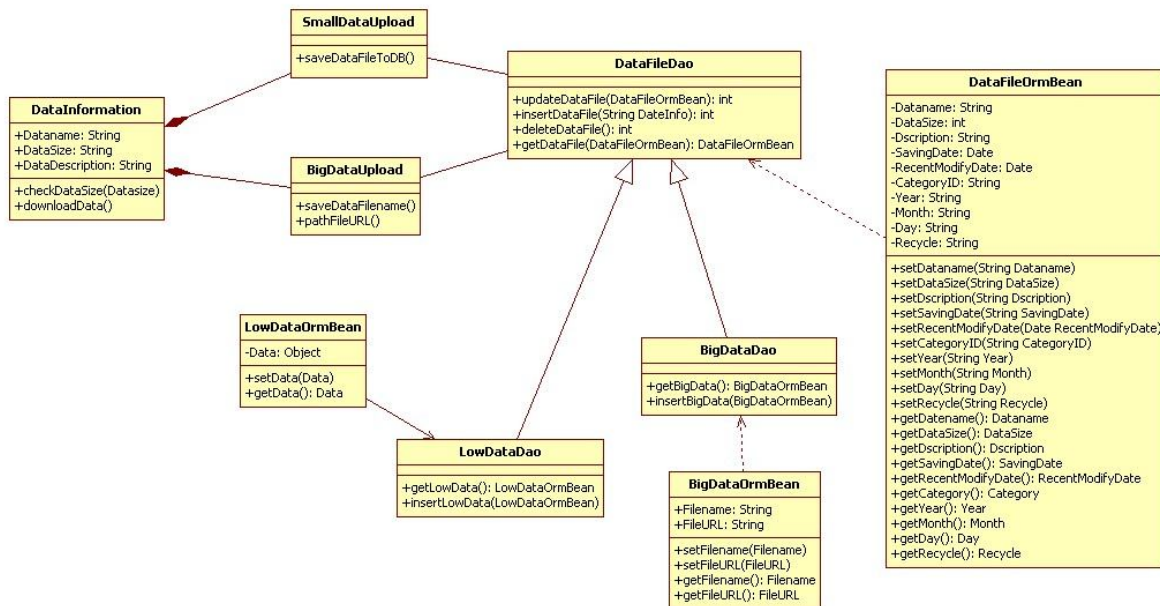 SmallDataUpload
+saveDataFileToDB()
DataInformation
+Dataname: String
+DataSize: String
+DataDescription: String
+checkDataSize(Datasize)
+downloadData()
BigDataUpload
+saveDataFilename()
+pathFileURL()
DataFileDao
+updateDataFile(DataFileOrmBean): int
+insertDataFile(String DateInfo): int
+deleteDataFile(): int
+getDataFile(DataFileOrmBean): DataFileOrmBean
DataFileOrmBean
-Dataname: String
-DataSize: int
-Dscription: String
-SavingDate: Date
-RecentModifyDate: Date
-CategoryID: String
-Year: String
-Month: String
-Day: String
-Recycle: String
+setDataname(String Dataname)
+setDataSize(String DataSize)
+setDscription(String Dscription)
+setSavingDate(String SavingDate)
+setRecentModifyDate(Date RecentModifyDate)
+setCategoryID(String CategoryID)
+setYear(String Year)
+setMonth(String Month)
+setDay(String Day)
+setRecycle(String Recycle)
+getDatename(): Dataname
+getDataSize(): DataSize
+getDscription(): Dscription
+getSavingDate(): SavingDate
+getRecentModifyDate(): RecentModifyDate
+getCategory(): Category
+getYear(): Year
+getMonth(): Month
+getDay(): Day
+getRecycle(): Recycle
LowDataOrmBean
-Data: Object
+setData(Data)
+getData(): Data
LowDataDao
+getLowData(): LowDataOrmBean
+insertLowData(LowDataOrmBean)
BigDataDao
+getBigData(): BigDataOrmBean
+insertBigData(BigDataOrmBean)
BigDataOrmBean
+Filename: String
+FileURL: String
+setFilename(Filename)
+setFileURL(FileURL)
+getFilename(): Filename
+getFileURL(): FileURL